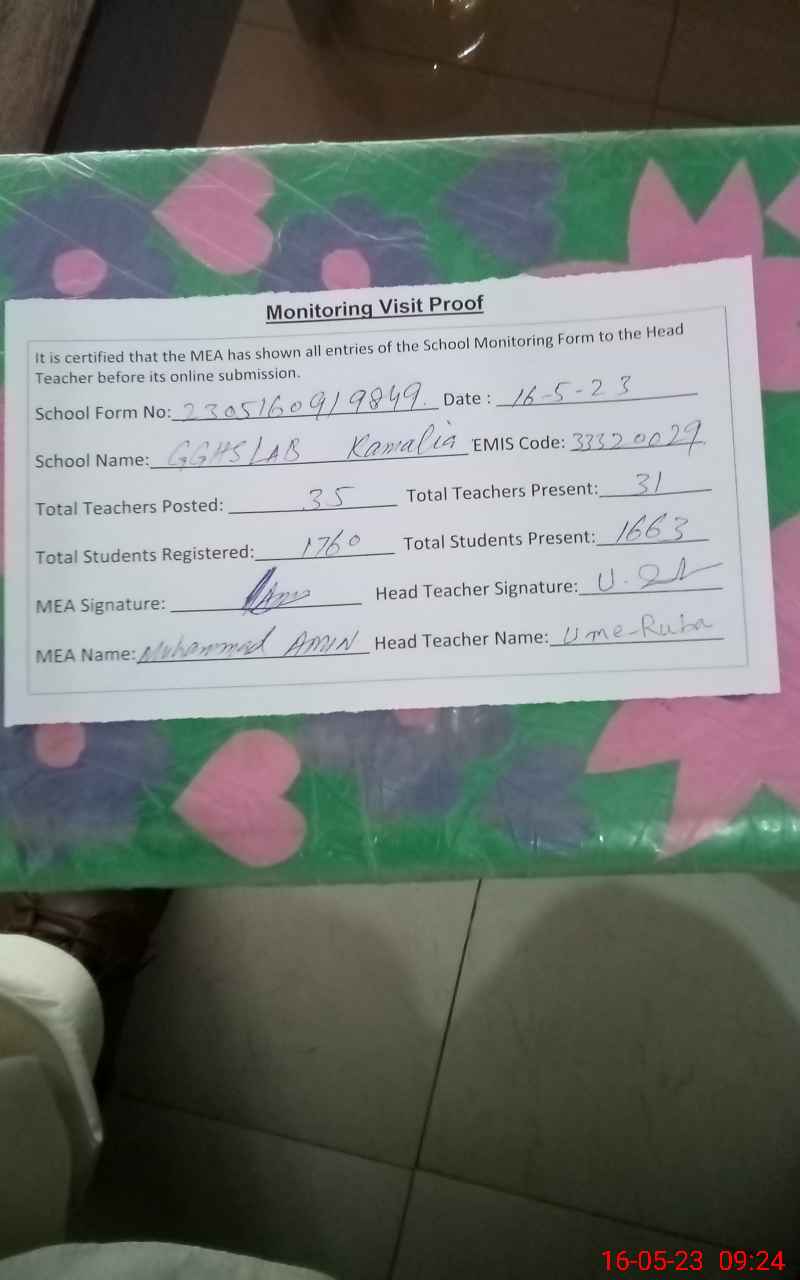 Monitoring Visit Proof
It is certified that the MEA has shown all entries of the School Monitoring Form to the Head
Teacher before its online submission.
School Form No: 2305160919849. Date : 16-5-23
School Name: GGHS LAB Kamalia EMIS Code: 33320029
Total Teachers Posted: 35 Total Teachers Present: 31
Total Students Registered: 1760 Total Students Present: 1663
MEA Signature: Head Teacher Signature:
MEA Name: Muhammad AMIN Head Teacher Name: Ume-Ruba
16-05-23 09:24